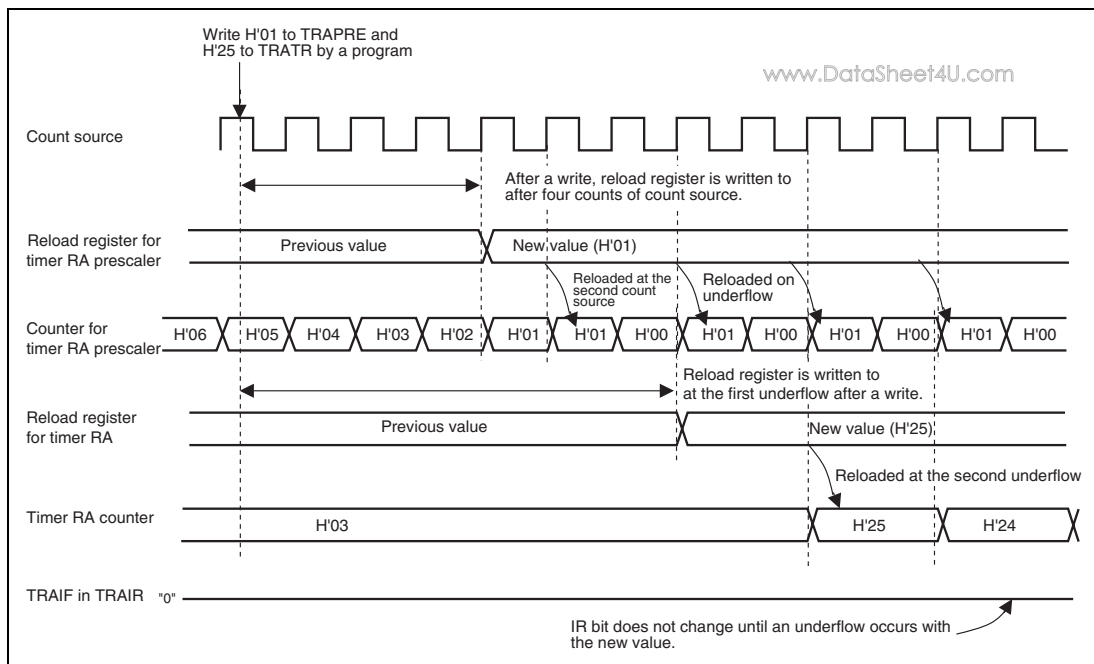 Write H'01 to TRAPRE and
H'25 to TRATR by a program
www.DataSheet4U.com
Count source
After a write, reload register is written to
after four counts of count source.
Reload register for
timer RA prescaler
Previous value
New value (H'01)
Reloaded at the
second count
source
Reloaded on
underflow
Counter for
timer RA prescaler
H'06 H'05 H'04 H'03 H'02 H'01 H'01 H'00 H'01 H'00 H'01 H'00 H'01 H'00
Reload register is written to
at the first underflow after a write.
Reload register
for timer RA
Previous value
New value (H'25)
Reloaded at the second underflow
Timer RA counter
H'03 H'25 H'24
TRAIF in TRAIR "0"
IR bit does not change until an underflow occurs with
the new value.